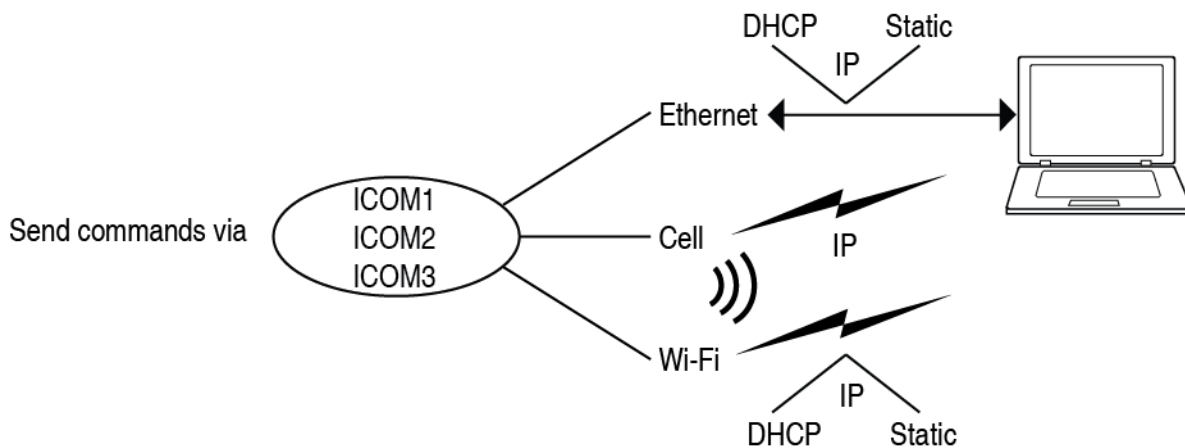 DHCP Static
IP
Ethernet
Send commands via
ICOM1
ICOM2
ICOM3
Cell
IP
Wi-Fi
IP
DHCP Static